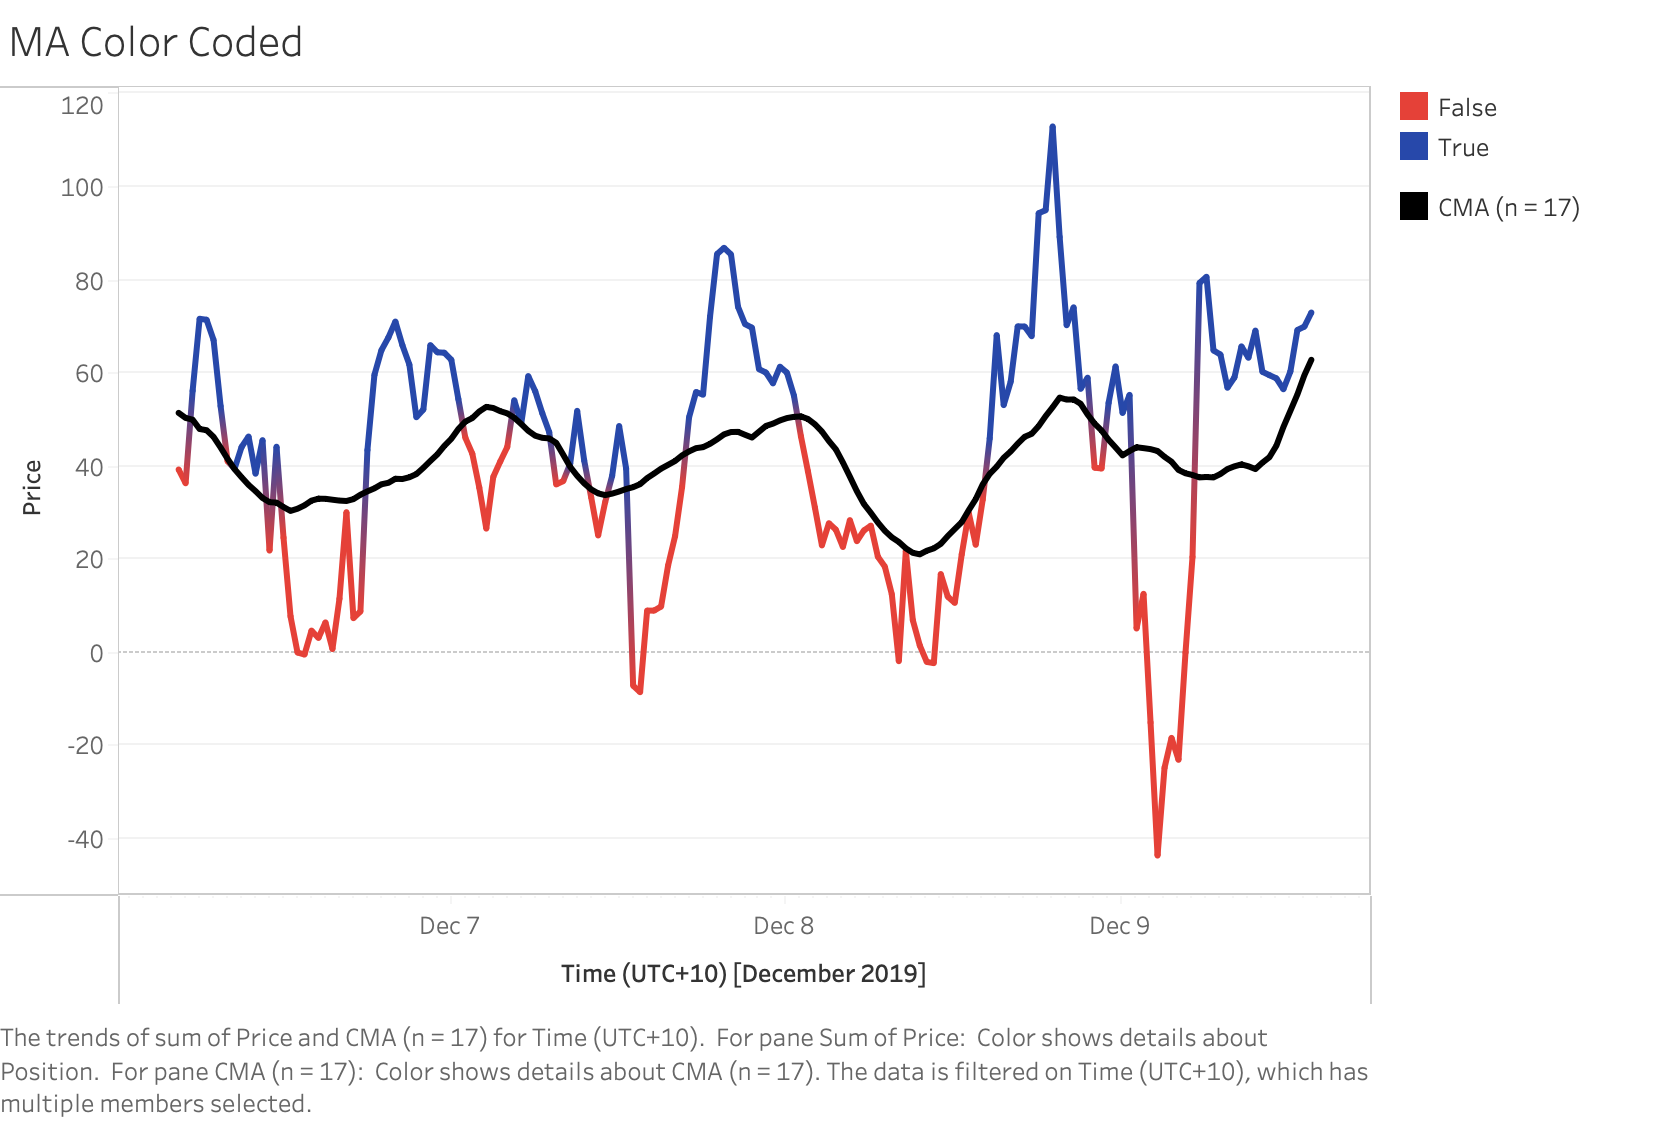 MA Color Coded
120
100
80
60
40
20
0
-20
-40
Price
False
True
CMA (n = 17)
Dec 7
Dec 8
Dec 9
Time (UTC+10) [December 2019]
The trends of sum of Price and CMA (n = 17) for Time (UTC+10).  For pane Sum of Price:  Color shows details about
Position.  For pane CMA (n = 17):  Color shows details about CMA (n = 17). The data is filtered on Time (UTC+10), which has
multiple members selected.